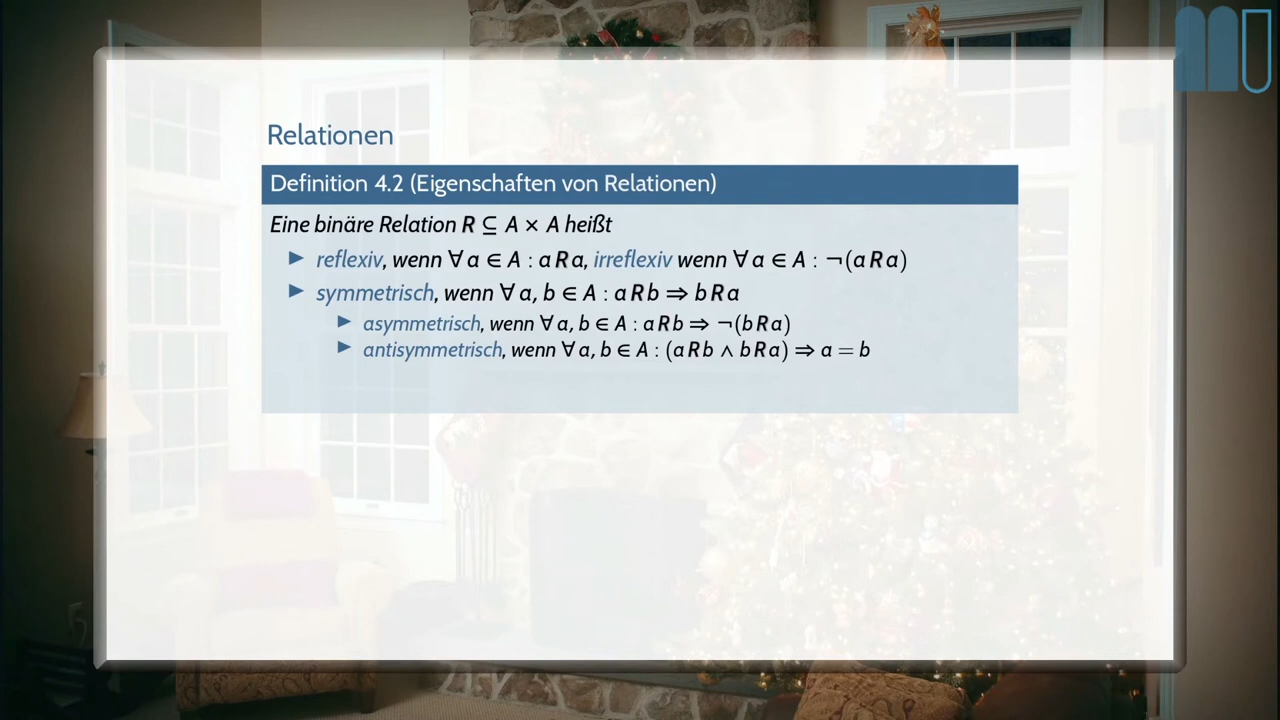 Relationen
Definition 4.2 (Eigenschaften von Relationen)
Eine binäre Relation R ⊆ A × A heißt
▶ reflexiv, wenn ∀ a ∈ A : a R a, irreflexiv wenn ∀ a ∈ A : ¬(a R a)
▶ symmetrisch, wenn ∀ a, b ∈ A : a R b ⇒ b R a
▶ asymmetrisch, wenn ∀ a, b ∈ A : a R b ⇒ ¬(b R a)
▶ antisymmetrisch, wenn ∀ a, b ∈ A : (a R b ∧ b R a) ⇒ a = b